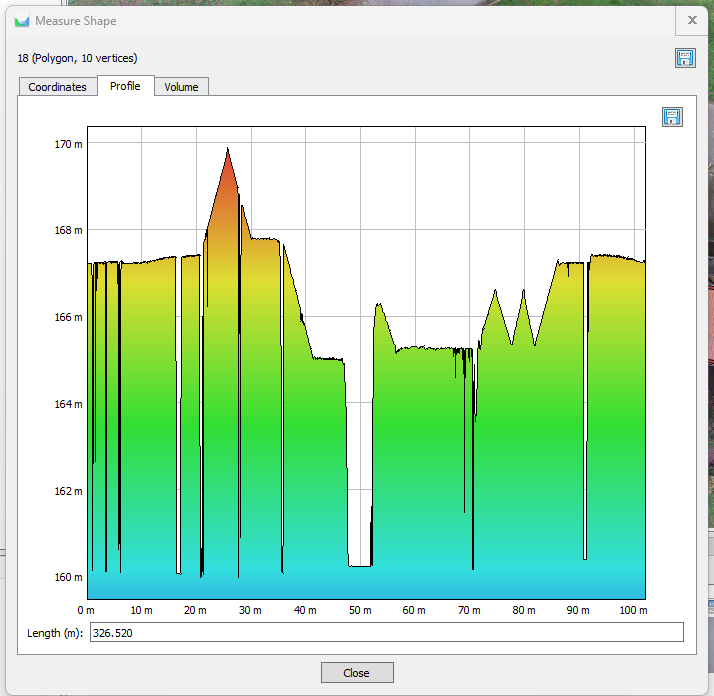 Measure Shape
18 (Polygon, 10 vertices)
Coordinates Profile Volume
170 m
168 m
166 m
164 m
162 m
160 m
0 m 10 m 20 m 30 m 40 m 50 m 60 m 70 m 80 m 90 m 100 m
Length (m): 326.520
Close